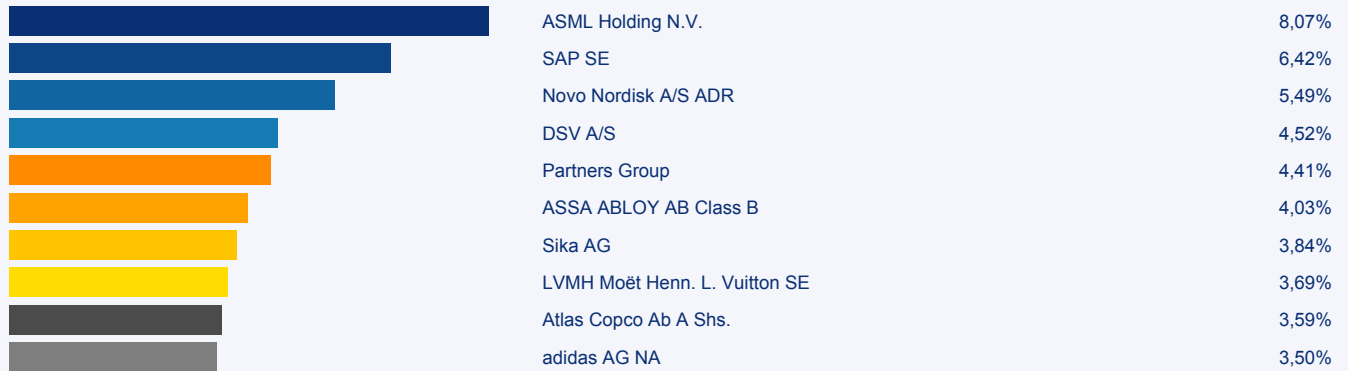 ASML Holding N.V. 8,07%
SAP SE 6,42%
Novo Nordisk A/S ADR 5,49%
DSV A/S 4,52%
Partners Group 4,41%
ASSA ABLOY AB Class B 4,03%
Sika AG 3,84%
LVMH Moët Henn. L. Vuitton SE 3,69%
Atlas Copco Ab A Shs. 3,59%
adidas AG NA 3,50%